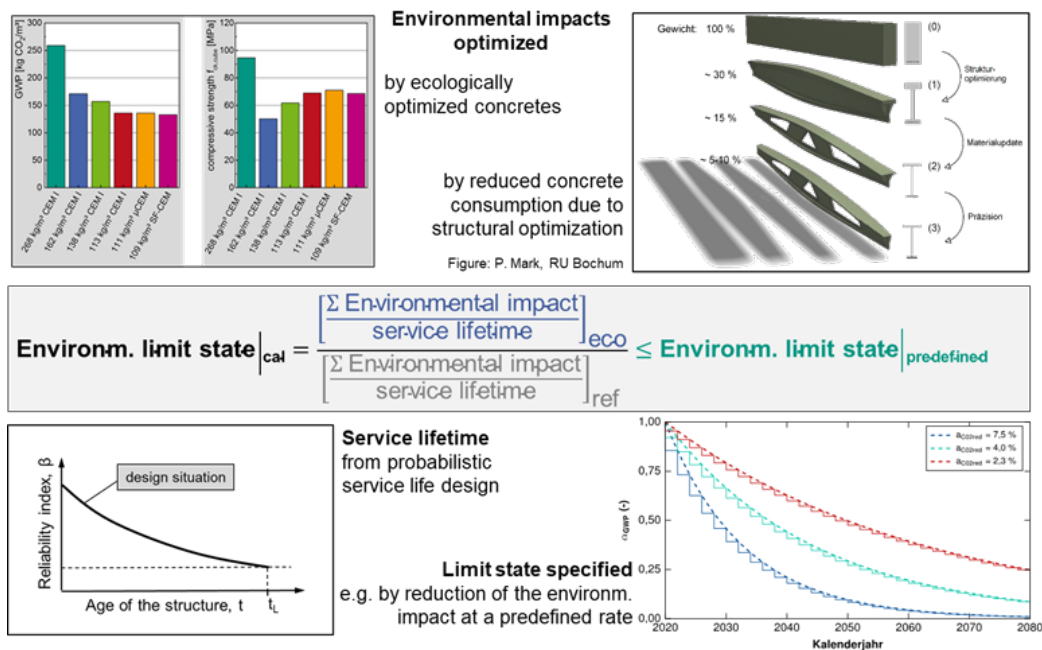 GWP [kg CO₂/m³]
300
250
200
150
100
50
0
268 kg/m³ CEM I
162 kg/m³ CEM I
138 kg/m³ CEM I
113 kg/m³ CEM I
111 kg/m³ µCEM
109 kg/m³ SF-CEM
compressive strength f ck,cube [MPa]
120
100
80
60
40
20
0
268 kg/m³ CEM I
162 kg/m³ CEM I
138 kg/m³ CEM I
113 kg/m³ CEM I
111 kg/m³ µCEM
109 kg/m³ SF-CEM
Environmental impacts
optimized
by ecologically
optimized concretes
by reduced concrete
consumption due to
structural optimization
Figure: P. Mark, RU Bochum
Gewicht: 100 %
~ 30 %
~ 15 %
~ 5-10 %
(0)
(1)
(2)
(3)
Struktur-
optimierung
Materialupdate
Präzision
Environm. limit state|cal = [Σ Environmental impact / service lifetime]eco / [Σ Environmental impact / service lifetime]ref ≤ Environm. limit state|predefined
Reliability index, β
design situation
Age of the structure, t
tL
Service lifetime
from probabilistic
service life design
Limit state specified
e.g. by reduction of the environm.
impact at a predefined rate
αGWP (-)
1,00
0,75
0,50
0,25
0,00
2020
2030
2040
2050
2060
2070
2080
Kalenderjahr
aCO2red = 7,5 %
aCO2red = 4,0 %
aCO2red = 2,3 %